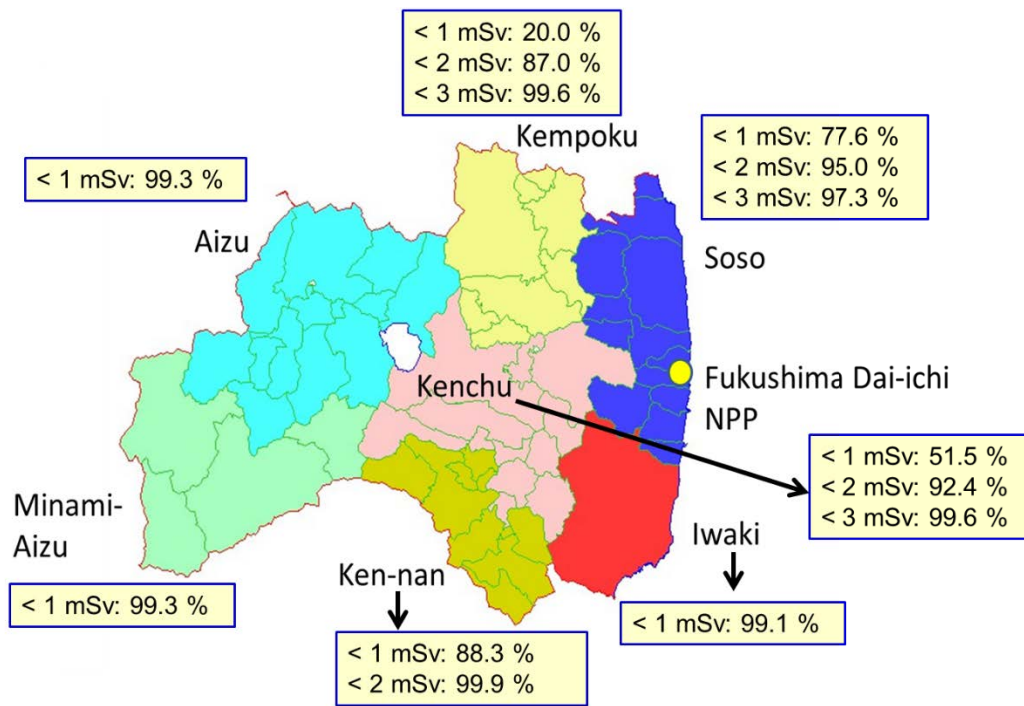 < 1 mSv: 20.0 %
< 2 mSv: 87.0 %
< 3 mSv: 99.6 %
Kempoku
< 1 mSv: 77.6 %
< 2 mSv: 95.0 %
< 3 mSv: 97.3 %
Soso
< 1 mSv: 99.3 %
Aizu
Fukushima Dai-ichi
NPP
Kenchu
< 1 mSv: 51.5 %
< 2 mSv: 92.4 %
< 3 mSv: 99.6 %
Minami-
Aizu
< 1 mSv: 99.3 %
Ken-nan
< 1 mSv: 88.3 %
< 2 mSv: 99.9 %
Iwaki
< 1 mSv: 99.1 %